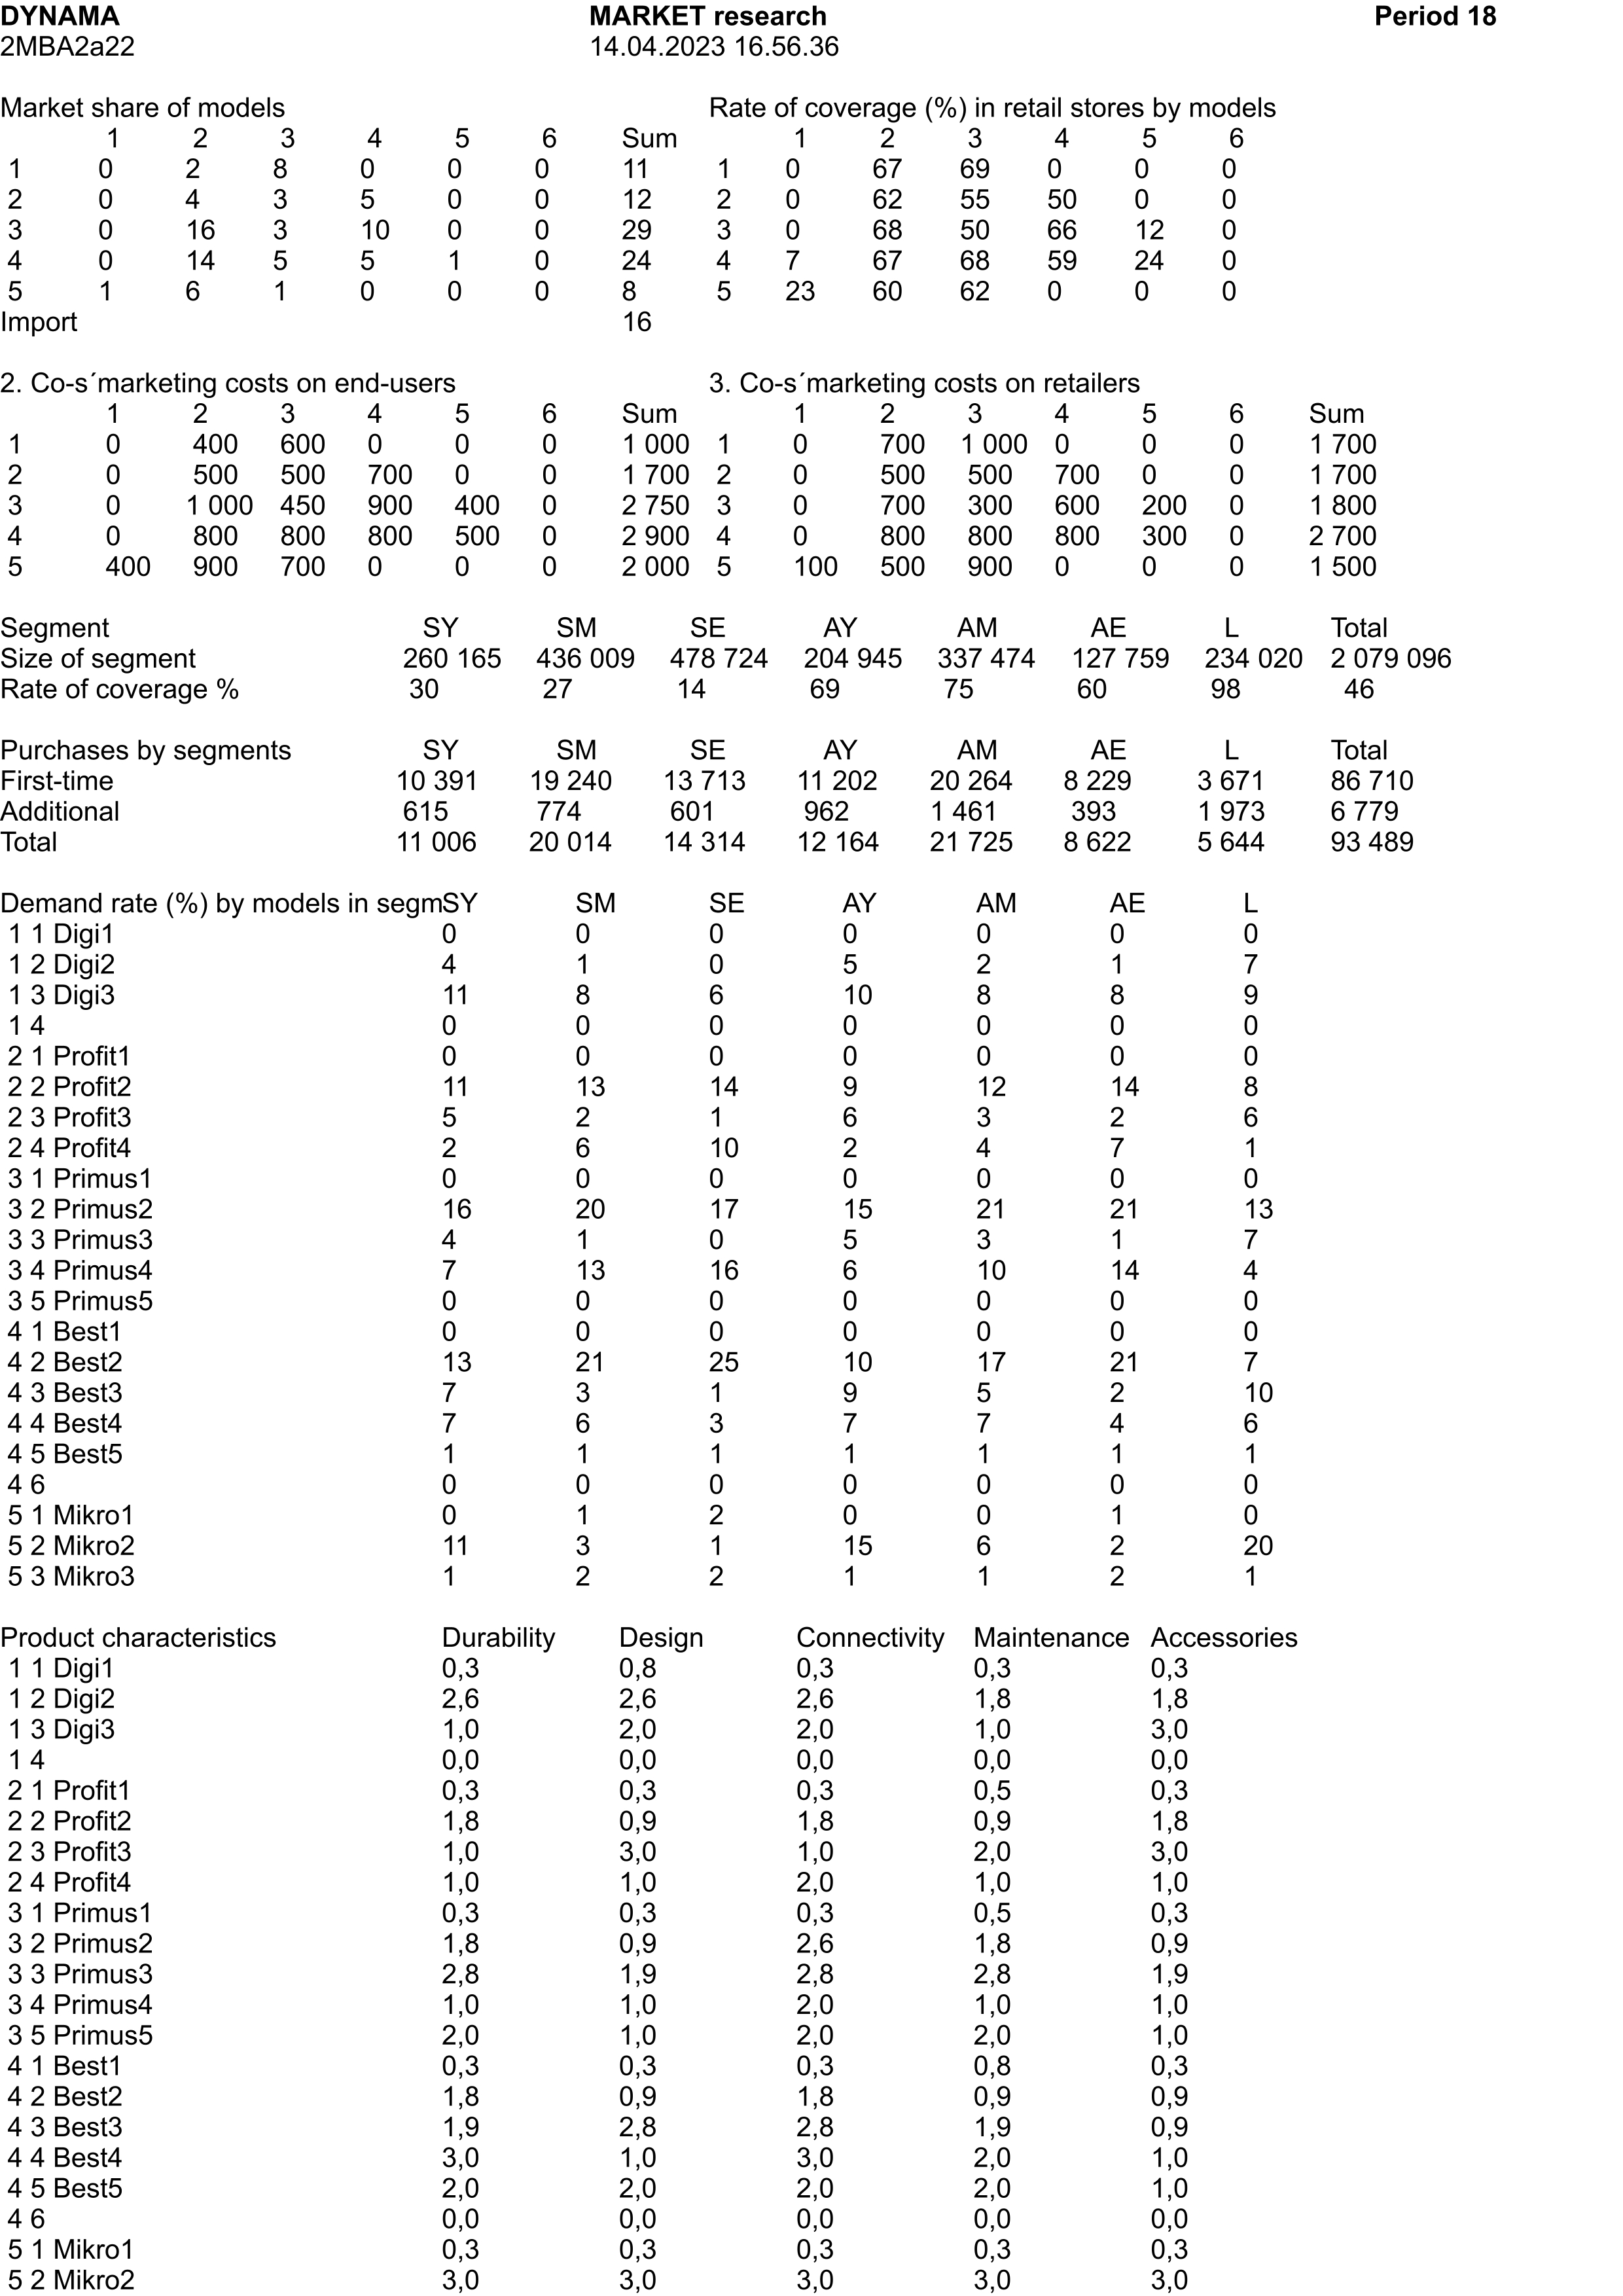 DYNAMA MARKET research Period 18
2MBA2a22 14.04.2023 16.56.36
Market share of models Rate of coverage (%) in retail stores by models
1 2 3 4 5 6 Sum 1 2 3 4 5 6
1 0 2 8 0 0 0 11 1 0 67 69 0 0 0
2 0 4 3 5 0 0 12 2 0 62 55 50 0 0
3 0 16 3 10 0 0 29 3 0 68 50 66 12 0
4 0 14 5 5 1 0 24 4 7 67 68 59 24 0
5 1 6 1 0 0 0 8 5 23 60 62 0 0 0
Import 16
2. Co-s´marketing costs on end-users 3. Co-s´marketing costs on retailers
1 2 3 4 5 6 Sum 1 2 3 4 5 6 Sum
1 0 400 600 0 0 0 1 000 1 0 700 1 000 0 0 0 1 700
2 0 500 500 700 0 0 1 700 2 0 500 500 700 0 0 1 700
3 0 1 000 450 900 400 0 2 750 3 0 700 300 600 200 0 1 800
4 0 800 800 800 500 0 2 900 4 0 800 800 800 300 0 2 700
5 400 900 700 0 0 0 2 000 5 100 500 900 0 0 0 1 500
Segment SY SM SE AY AM AE L Total
Size of segment 260 165 436 009 478 724 204 945 337 474 127 759 234 020 2 079 096
Rate of coverage % 30 27 14 69 75 60 98 46
Purchases by segments SY SM SE AY AM AE L Total
First-time 10 391 19 240 13 713 11 202 20 264 8 229 3 671 86 710
Additional 615 774 601 962 1 461 393 1 973 6 779
Total 11 006 20 014 14 314 12 164 21 725 8 622 5 644 93 489
Demand rate (%) by models in segmSY SM SE AY AM AE L
1 1 Digi1 0 0 0 0 0 0 0
1 2 Digi2 4 1 0 5 2 1 7
1 3 Digi3 11 8 6 10 8 8 9
1 4 0 0 0 0 0 0 0
2 1 Profit1 0 0 0 0 0 0 0
2 2 Profit2 11 13 14 9 12 14 8
2 3 Profit3 5 2 1 6 3 2 6
2 4 Profit4 2 6 10 2 4 7 1
3 1 Primus1 0 0 0 0 0 0 0
3 2 Primus2 16 20 17 15 21 21 13
3 3 Primus3 4 1 0 5 3 1 7
3 4 Primus4 7 13 16 6 10 14 4
3 5 Primus5 0 0 0 0 0 0 0
4 1 Best1 0 0 0 0 0 0 0
4 2 Best2 13 21 25 10 17 21 7
4 3 Best3 7 3 1 9 5 2 10
4 4 Best4 7 6 3 7 7 4 6
4 5 Best5 1 1 1 1 1 1 1
4 6 0 0 0 0 0 0 0
5 1 Mikro1 0 1 2 0 0 1 0
5 2 Mikro2 11 3 1 15 6 2 20
5 3 Mikro3 1 2 2 1 1 2 1
Product characteristics Durability Design Connectivity Maintenance Accessories
1 1 Digi1 0,3 0,8 0,3 0,3 0,3
1 2 Digi2 2,6 2,6 2,6 1,8 1,8
1 3 Digi3 1,0 2,0 2,0 1,0 3,0
1 4 0,0 0,0 0,0 0,0 0,0
2 1 Profit1 0,3 0,3 0,3 0,5 0,3
2 2 Profit2 1,8 0,9 1,8 0,9 1,8
2 3 Profit3 1,0 3,0 1,0 2,0 3,0
2 4 Profit4 1,0 1,0 2,0 1,0 1,0
3 1 Primus1 0,3 0,3 0,3 0,5 0,3
3 2 Primus2 1,8 0,9 2,6 1,8 0,9
3 3 Primus3 2,8 1,9 2,8 2,8 1,9
3 4 Primus4 1,0 1,0 2,0 1,0 1,0
3 5 Primus5 2,0 1,0 2,0 2,0 1,0
4 1 Best1 0,3 0,3 0,3 0,8 0,3
4 2 Best2 1,8 0,9 1,8 0,9 0,9
4 3 Best3 1,9 2,8 2,8 1,9 0,9
4 4 Best4 3,0 1,0 3,0 2,0 1,0
4 5 Best5 2,0 2,0 2,0 2,0 1,0
4 6 0,0 0,0 0,0 0,0 0,0
5 1 Mikro1 0,3 0,3 0,3 0,3 0,3
5 2 Mikro2 3,0 3,0 3,0 3,0 3,0